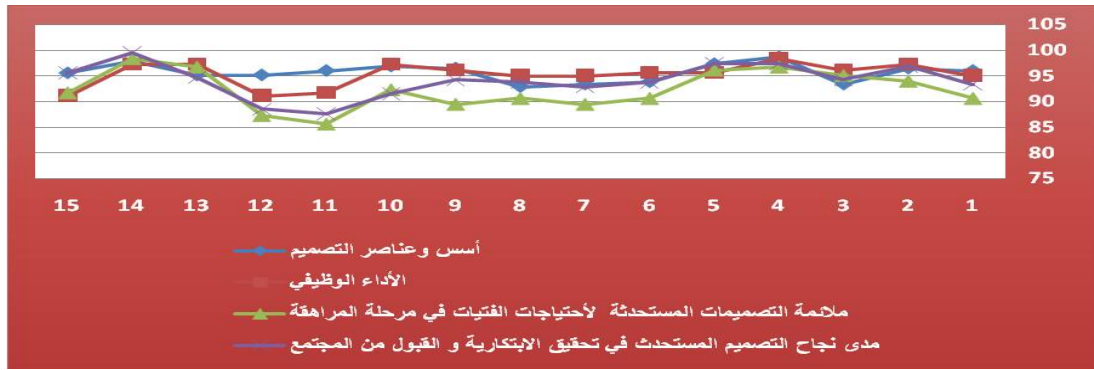 105
100
95
90
85
80
75
15 14 13 12 11 10 9 8 7 6 5 4 3 2 1
أسس وعناصر التصميم
الأداء الوظيفي
ملائمة التصميمات المستحدثة لأحتياجات الفتيات في مرحلة المراهقة
مدى نجاح التصميم المستحدث في تحقيق الابتكارية و القبول من المجتمع